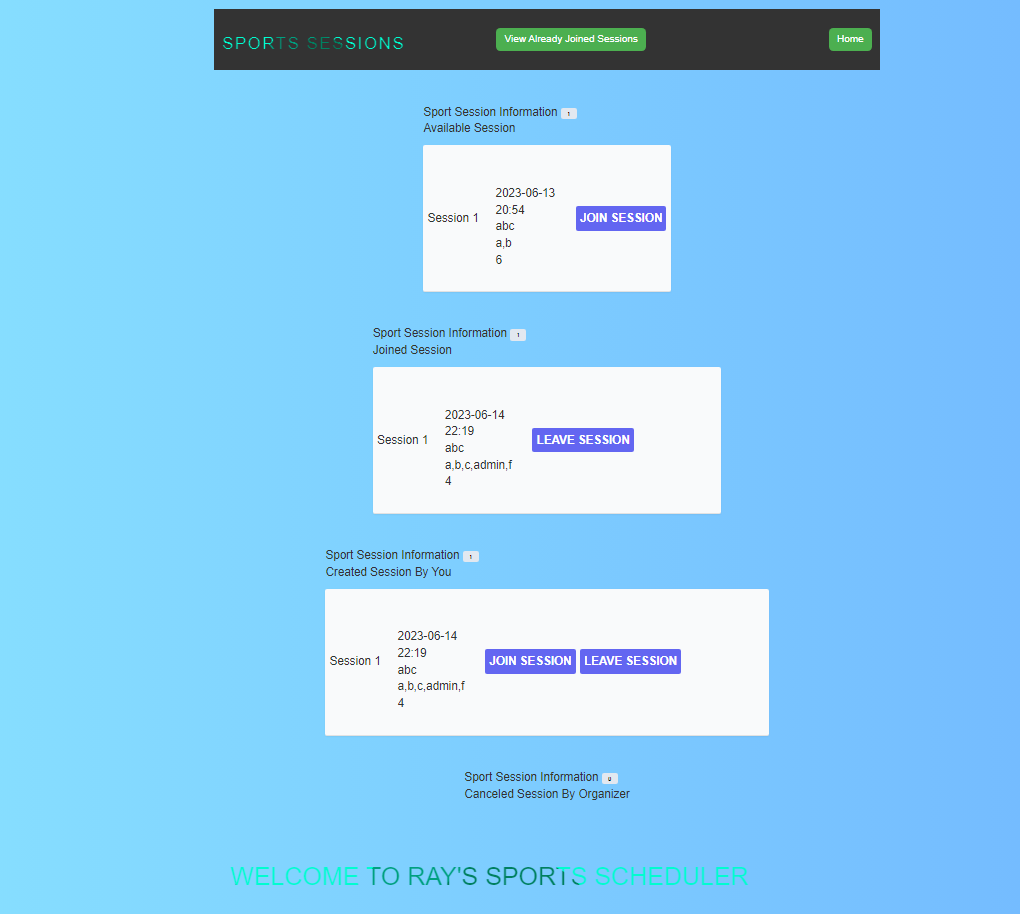 SPORTS SESSIONS
View Already Joined Sessions
Home
Sport Session Information 1
Available Session
Session 1
2023-06-13
20:54
abc
a,b
6
JOIN SESSION
Sport Session Information 1
Joined Session
Session 1
2023-06-14
22:19
abc
a,b,c,admin,f
4
LEAVE SESSION
Sport Session Information 1
Created Session By You
Session 1
2023-06-14
22:19
abc
a,b,c,admin,f
4
JOIN SESSION LEAVE SESSION
Sport Session Information
Canceled Session By Organizer
WELCOME TO RAY'S SPORTS SCHEDULER